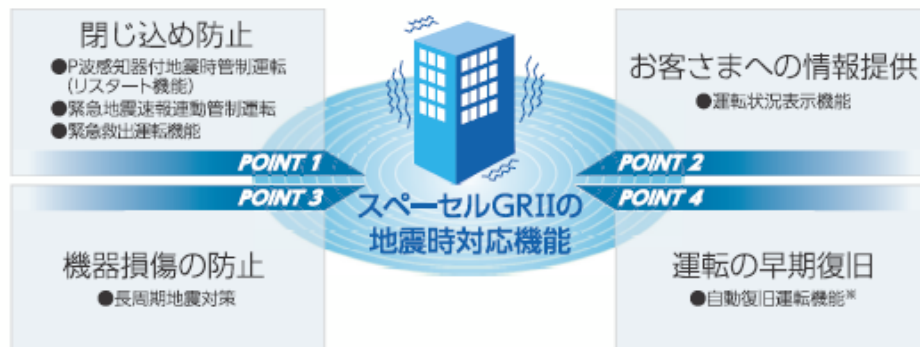 閉じ込め防止
●P波感知器付地震時管制運転
(リスタート機能)
●緊急地震速報連動管制運転
●緊急救出運転機能
POINT 1
お客さまへの情報提供
●運転状況表示機能
POINT 2
スペーセルGRIIの
地震時対応機能
POINT 3
機器損傷の防止
●長周期地震対策
POINT 4
運転の早期復旧
●自動復旧運転機能※